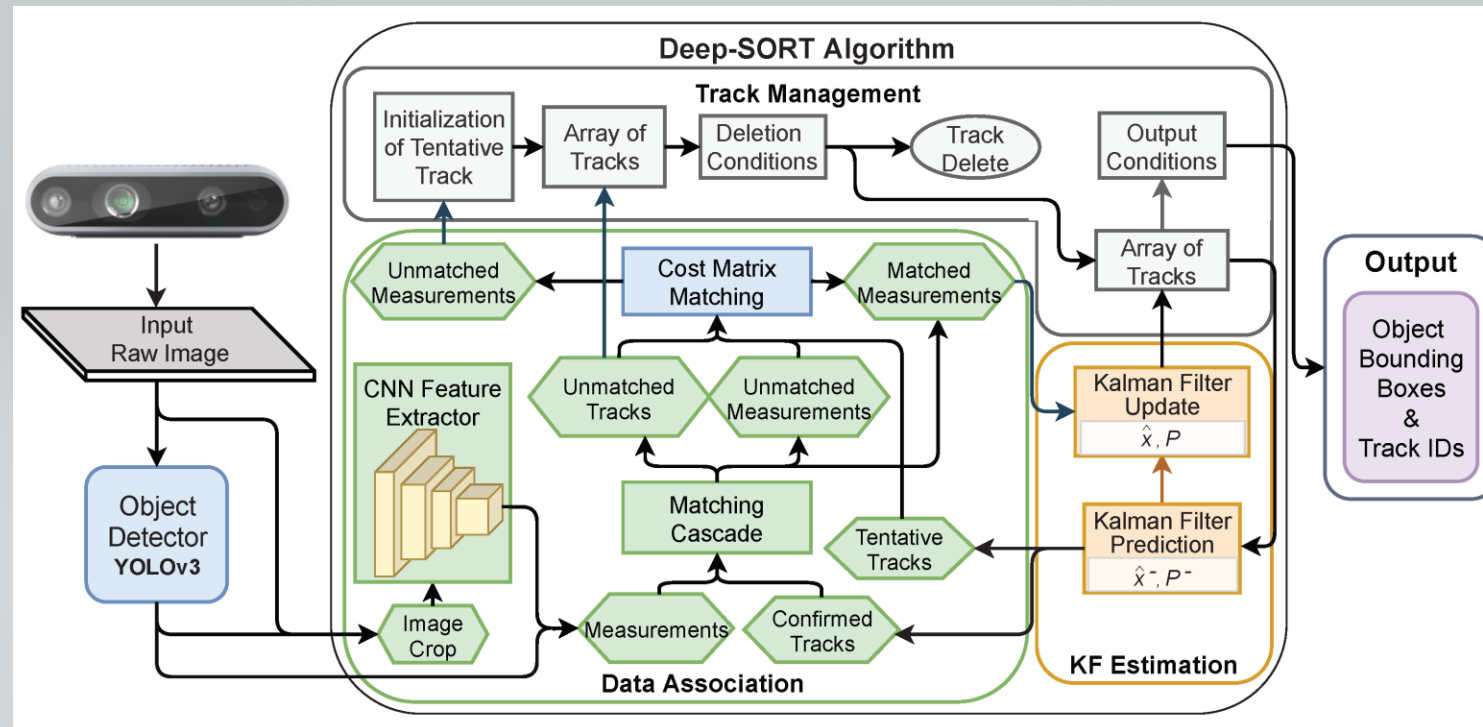 Deep-SORT Algorithm
Track Management
Initialization
of Tentative
Track
Array of
Tracks
Deletion
Conditions
Track
Delete
Output
Conditions
Array of
Tracks
Input
Raw Image
Object
Detector
YOLOv3
Unmatched
Measurements
Cost Matrix
Matching
Matched
Measurements
CNN Feature
Extractor
Unmatched
Tracks
Unmatched
Measurements
Matching
Cascade
Tentative
Tracks
Image
Crop
Measurements
Confirmed
Tracks
Data Association
Kalman Filter
Update
x̂, P
Kalman Filter
Prediction
x̂⁻, P⁻
KF Estimation
Output
Object
Bounding
Boxes
&
Track IDs